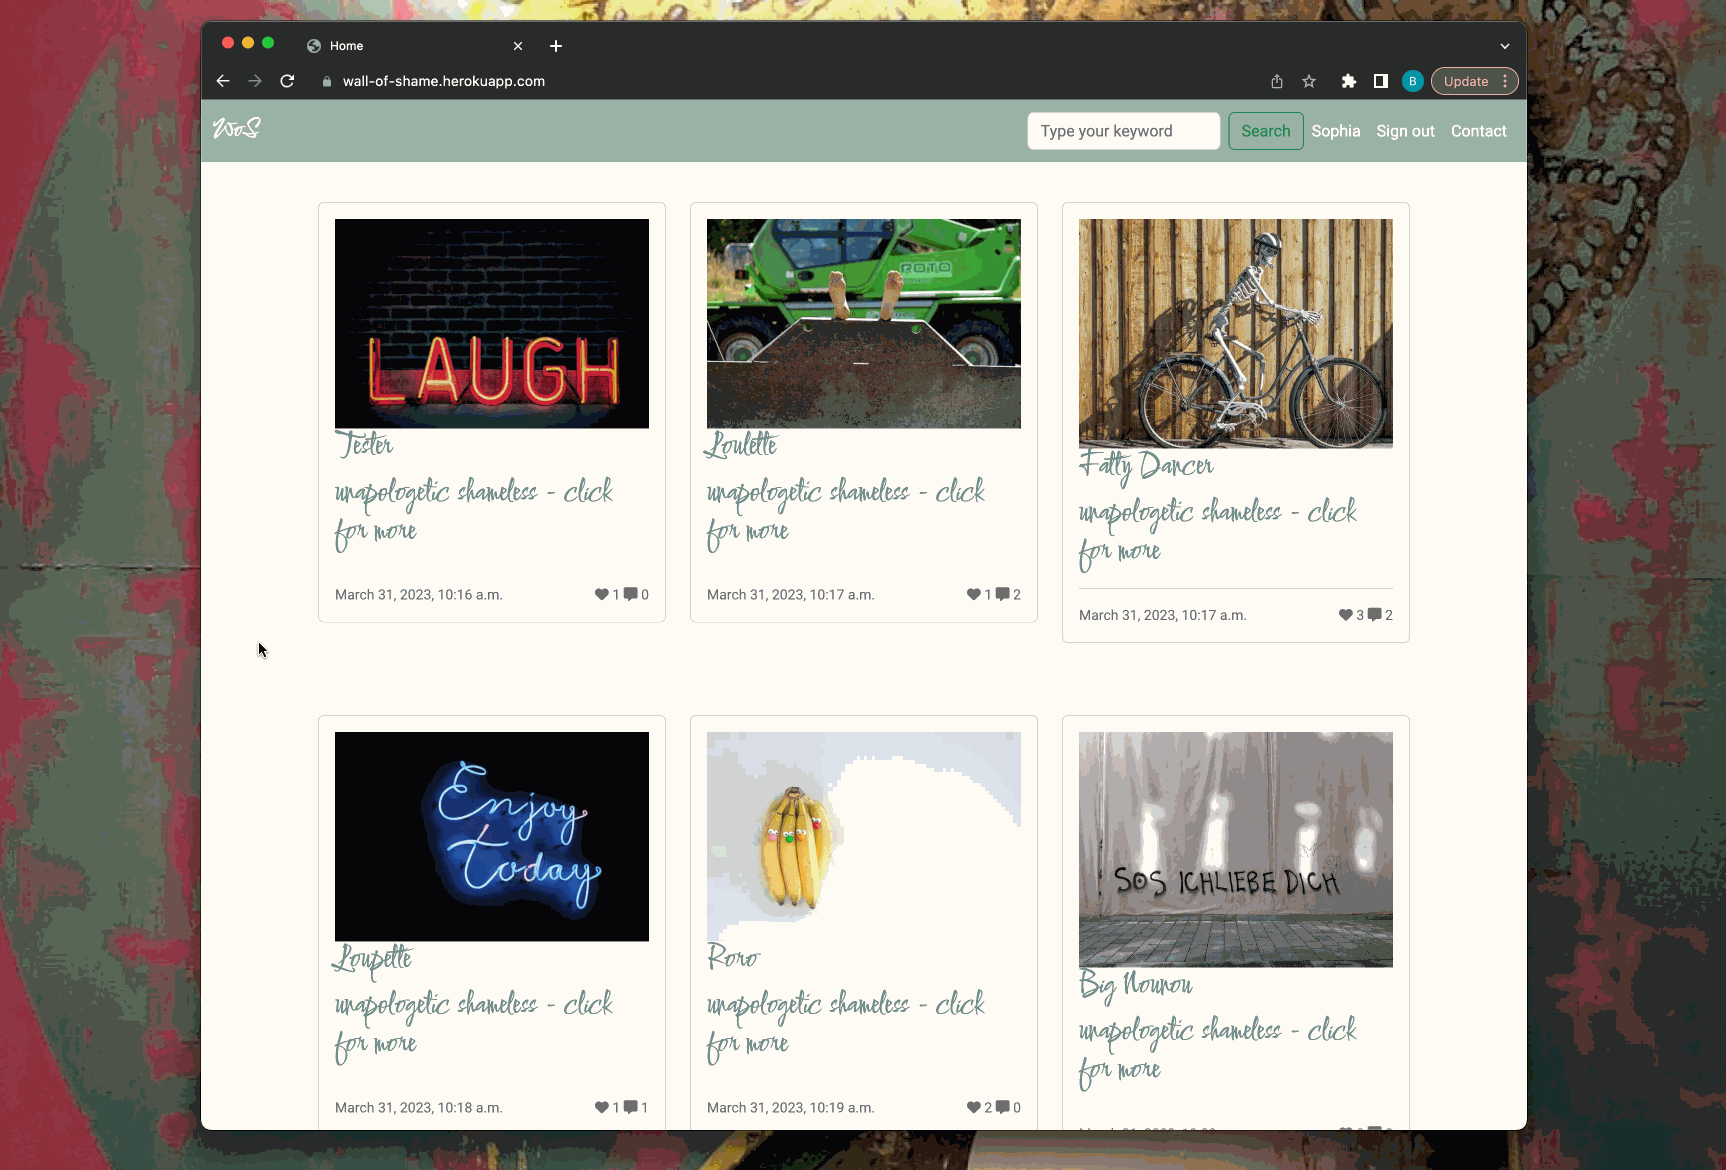 Home
wall-of-shame.herokuapp.com
B
Update
WoS
Type your keyword
Search
Sophia
Sign out
Contact
LAUGH
Tester
unapologetic shameless - click
for more
March 31, 2023, 10:16 a.m.
1
0
ROTO
Loulette
unapologetic shameless - click
for more
March 31, 2023, 10:17 a.m.
1
2
Fatty Dancer
unapologetic shameless - click
for more
March 31, 2023, 10:17 a.m.
3
2
Enjoy
Today
Loupette
unapologetic shameless - click
for more
March 31, 2023, 10:18 a.m.
1
1
Roro
unapologetic shameless - click
for more
March 31, 2023, 10:19 a.m.
2
0
SOS ICH LIEBE DICH
Big Nounou
unapologetic shameless - click
for more